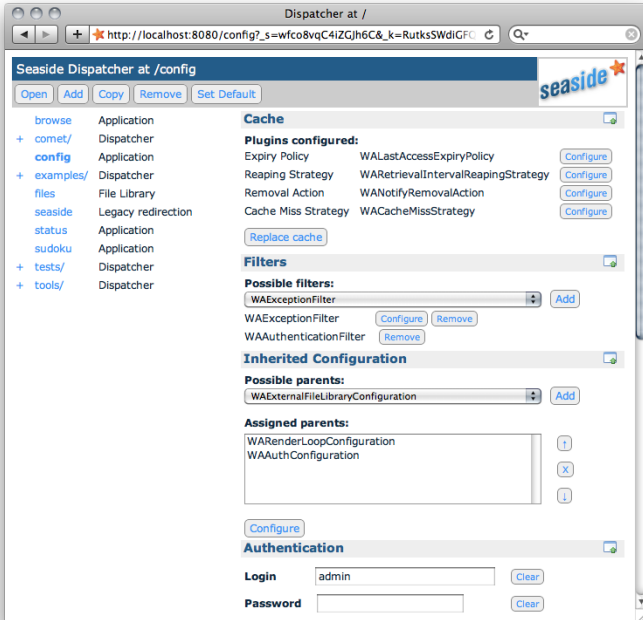 Dispatcher at /
http://localhost:8080/config?_s=wfco8vqC4iZGJh6C&_k=RutksSWdiGFQ
Q
Seaside Dispatcher at /config
seaside
Open Add Copy Remove Set Default
browse Application
+ comet/ Dispatcher
config Application
+ examples/ Dispatcher
files File Library
seaside Legacy redirection
status Application
sudoku Application
+ tests/ Dispatcher
+ tools/ Dispatcher
Cache
Plugins configured:
Expiry Policy WALastAccessExpiryPolicy Configure
Reaping Strategy WARetrievalIntervalReapingStrategy Configure
Removal Action WANotifyRemovalAction Configure
Cache Miss Strategy WACacheMissStrategy Configure
Replace cache
Filters
Possible filters:
WAExceptionFilter Add
WAExceptionFilter Configure Remove
WAAuthenticationFilter Remove
Inherited Configuration
Possible parents:
WAExternalFileLibraryConfiguration Add
Assigned parents:
WARenderLoopConfiguration
WAAuthConfiguration
↑
X
↓
Configure
Authentication
Login admin Clear
Password Clear